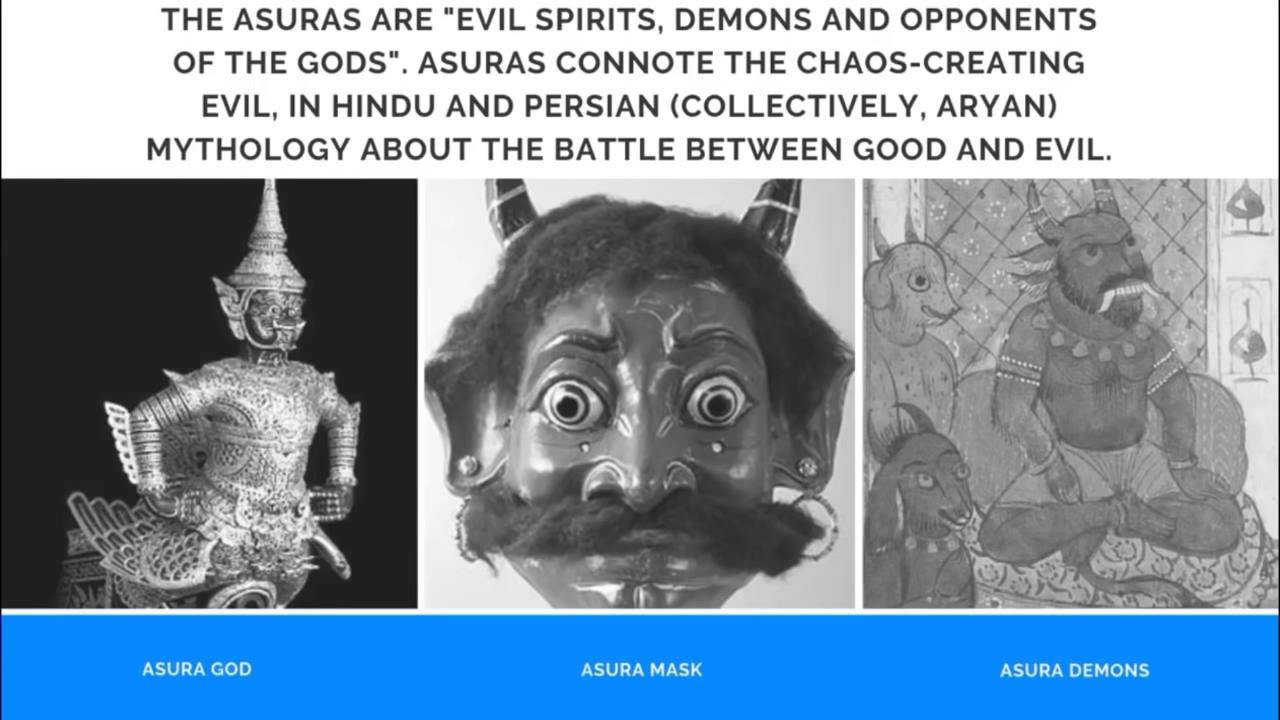 THE ASURAS ARE "EVIL SPIRITS, DEMONS AND OPPONENTS
OF THE GODS". ASURAS CONNOTE THE CHAOS-CREATING
EVIL, IN HINDU AND PERSIAN (COLLECTIVELY, ARYAN)
MYTHOLOGY ABOUT THE BATTLE BETWEEN GOOD AND EVIL.
ASURA GOD
ASURA MASK
ASURA DEMONS